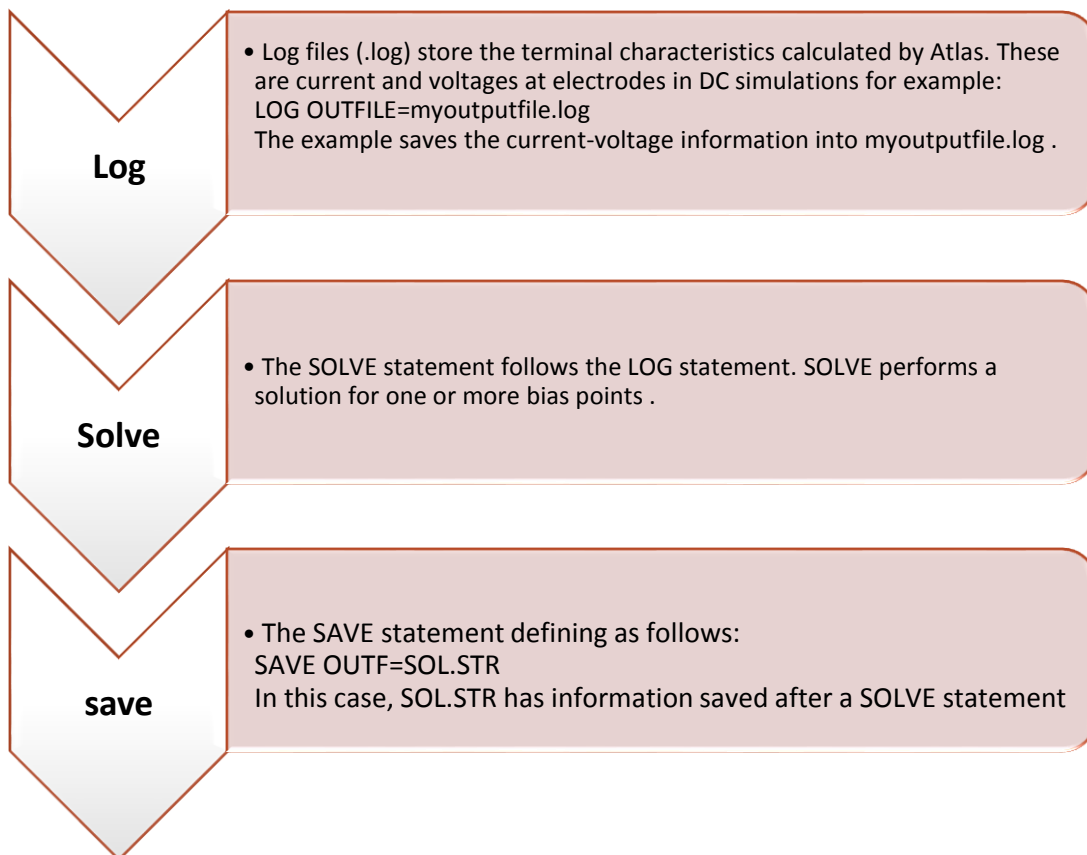 Log
• Log files (.log) store the terminal characteristics calculated by Atlas. These
are current and voltages at electrodes in DC simulations for example:
LOG OUTFILE=myoutputfile.log
The example saves the current-voltage information into myoutputfile.log .
Solve
• The SOLVE statement follows the LOG statement. SOLVE performs a
solution for one or more bias points .
save
• The SAVE statement defining as follows:
SAVE OUTF=SOL.STR
In this case, SOL.STR has information saved after a SOLVE statement